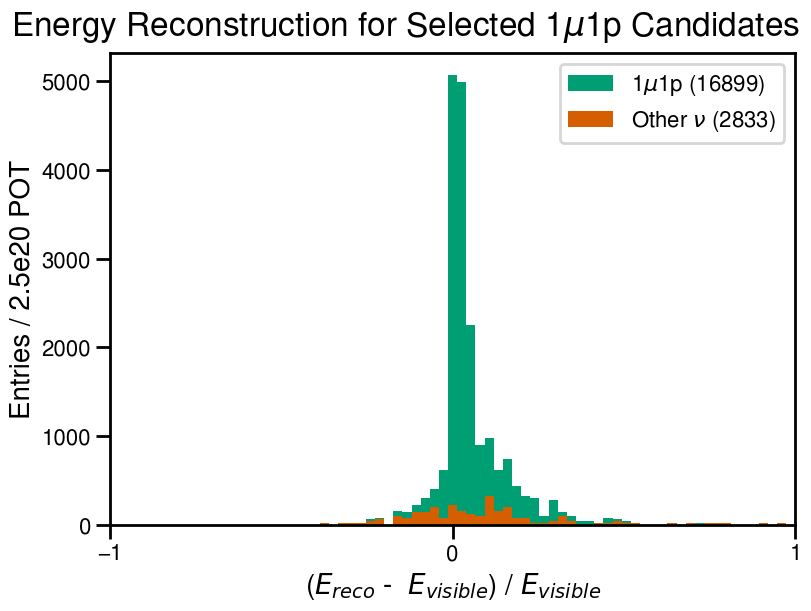 Energy Reconstruction for Selected 1μ1p Candidates
1μ1p (16899)
Other ν (2833)
Entries / 2.5e20 POT
5000
4000
3000
2000
1000
0
−1
0
1
(E_reco - E_visible) / E_visible